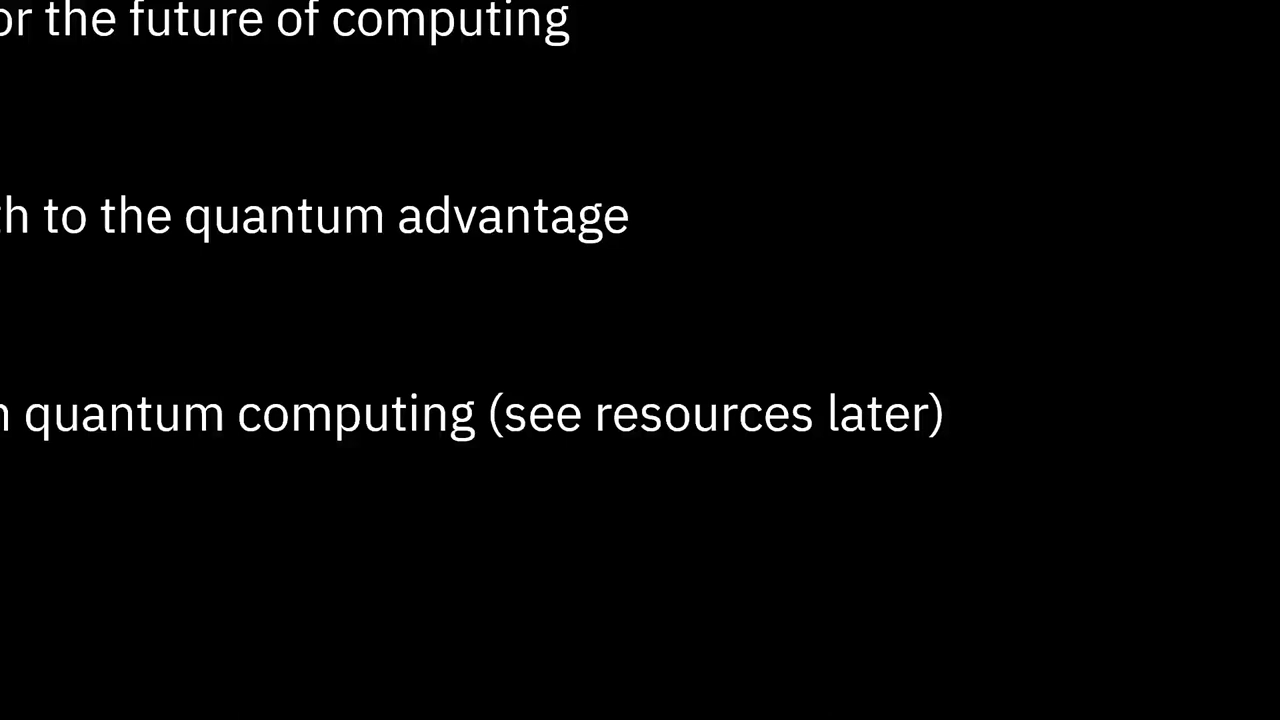 the future of computing
to the quantum advantage
quantum computing (see resources later)